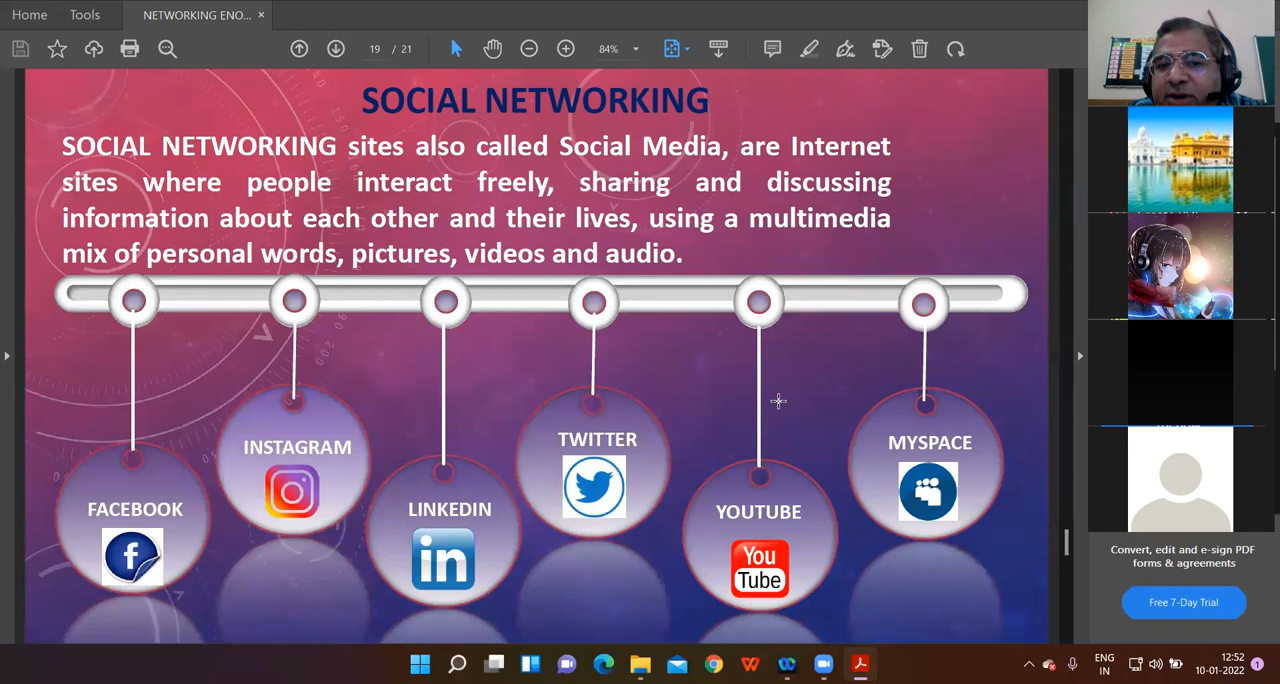 Home Tools NETWORKING ENO... ×
19 / 21 84%
SOCIAL NETWORKING
SOCIAL NETWORKING sites also called Social Media, are Internet
sites where people interact freely, sharing and discussing
information about each other and their lives, using a multimedia
mix of personal words, pictures, videos and audio.
FACEBOOK
f
INSTAGRAM
LINKEDIN
in
TWITTER
YOUTUBE
You
Tube
MYSPACE
Convert, edit and e-sign PDF
forms & agreements
Free 7-Day Trial
ENG
IN
12:52
10-01-2022
1